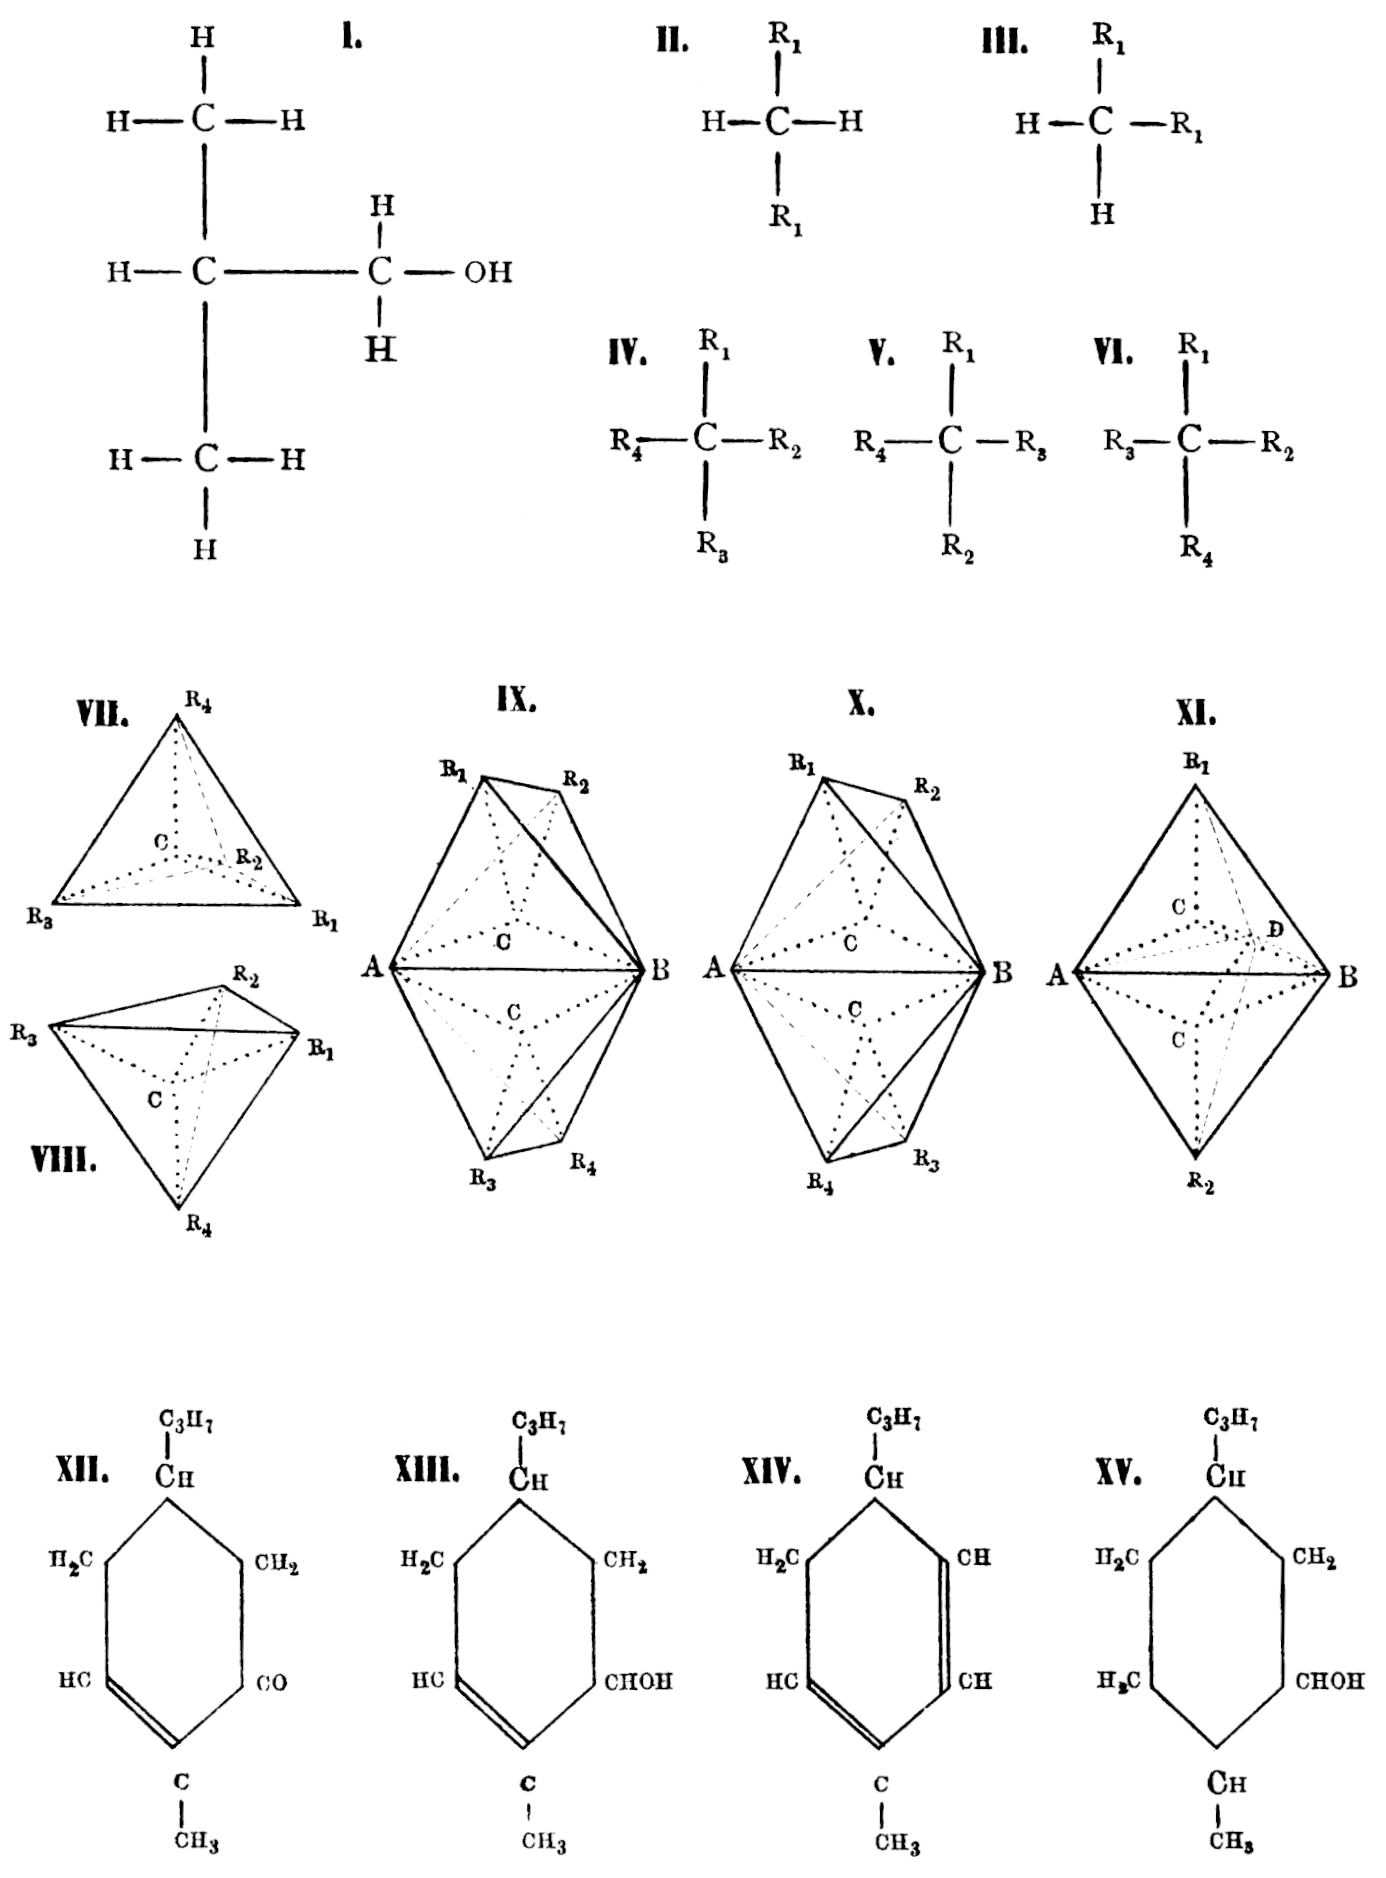 H I. II. R₁ III. R₁
H—C—H H—C—H H—C—R₁
H R₁ H
H—C—C—OH
H IV. R₁ V. R₁ VI. R₁
R₄—C—R₂ R₄—C—R₃ R₃—C—R₂
H—C—H
H R₃ R₂ R₄
VII. R₄ IX. X. XI.
R₁ R₂ R₁ R₂ R₁
C R₂
R₃ R₁ C C C D
A B A B A B
R₂
R₃ R₁ C C C
C
VIII. R₃ R₄ R₄ R₃ R₂
R₄
C₃H₇ C₃H₇ C₃H₇ C₃H₇
XII. CH XIII. CH XIV. CH XV. CH
H₂C CH₂ H₂C CH₂ H₂C CH H₂C CH₂
HC CO HC CHOH HC CH H₂C CHOH
C C C CH
CH₃ CH₃ CH₃ CH₃